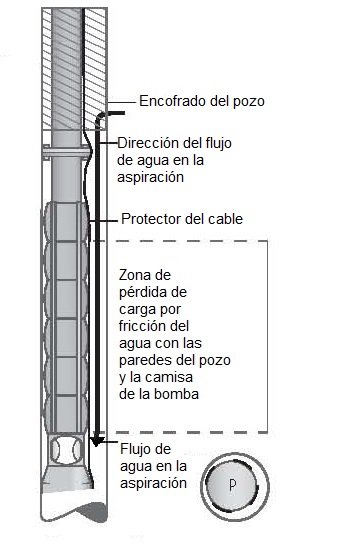 Encofrado del pozo
Dirección del flujo
de agua en la
aspiración
Protector del cable
Zona de
pérdida de
carga por
fricción del
agua con las
paredes del pozo
y la camisa
de la bomba
Flujo de
agua en la
aspiración
P